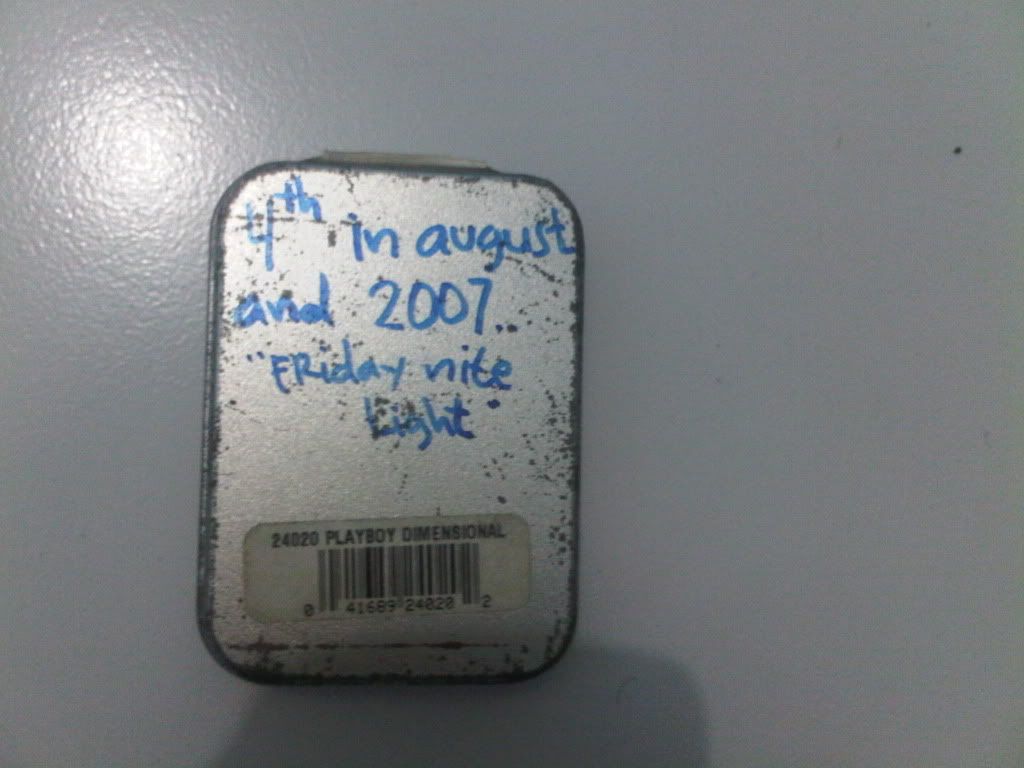 4th in august
and 2007..
"FRiday nite
Light"
24020 PLAYBOY DIMENSIONAL
0 41689 24020 2